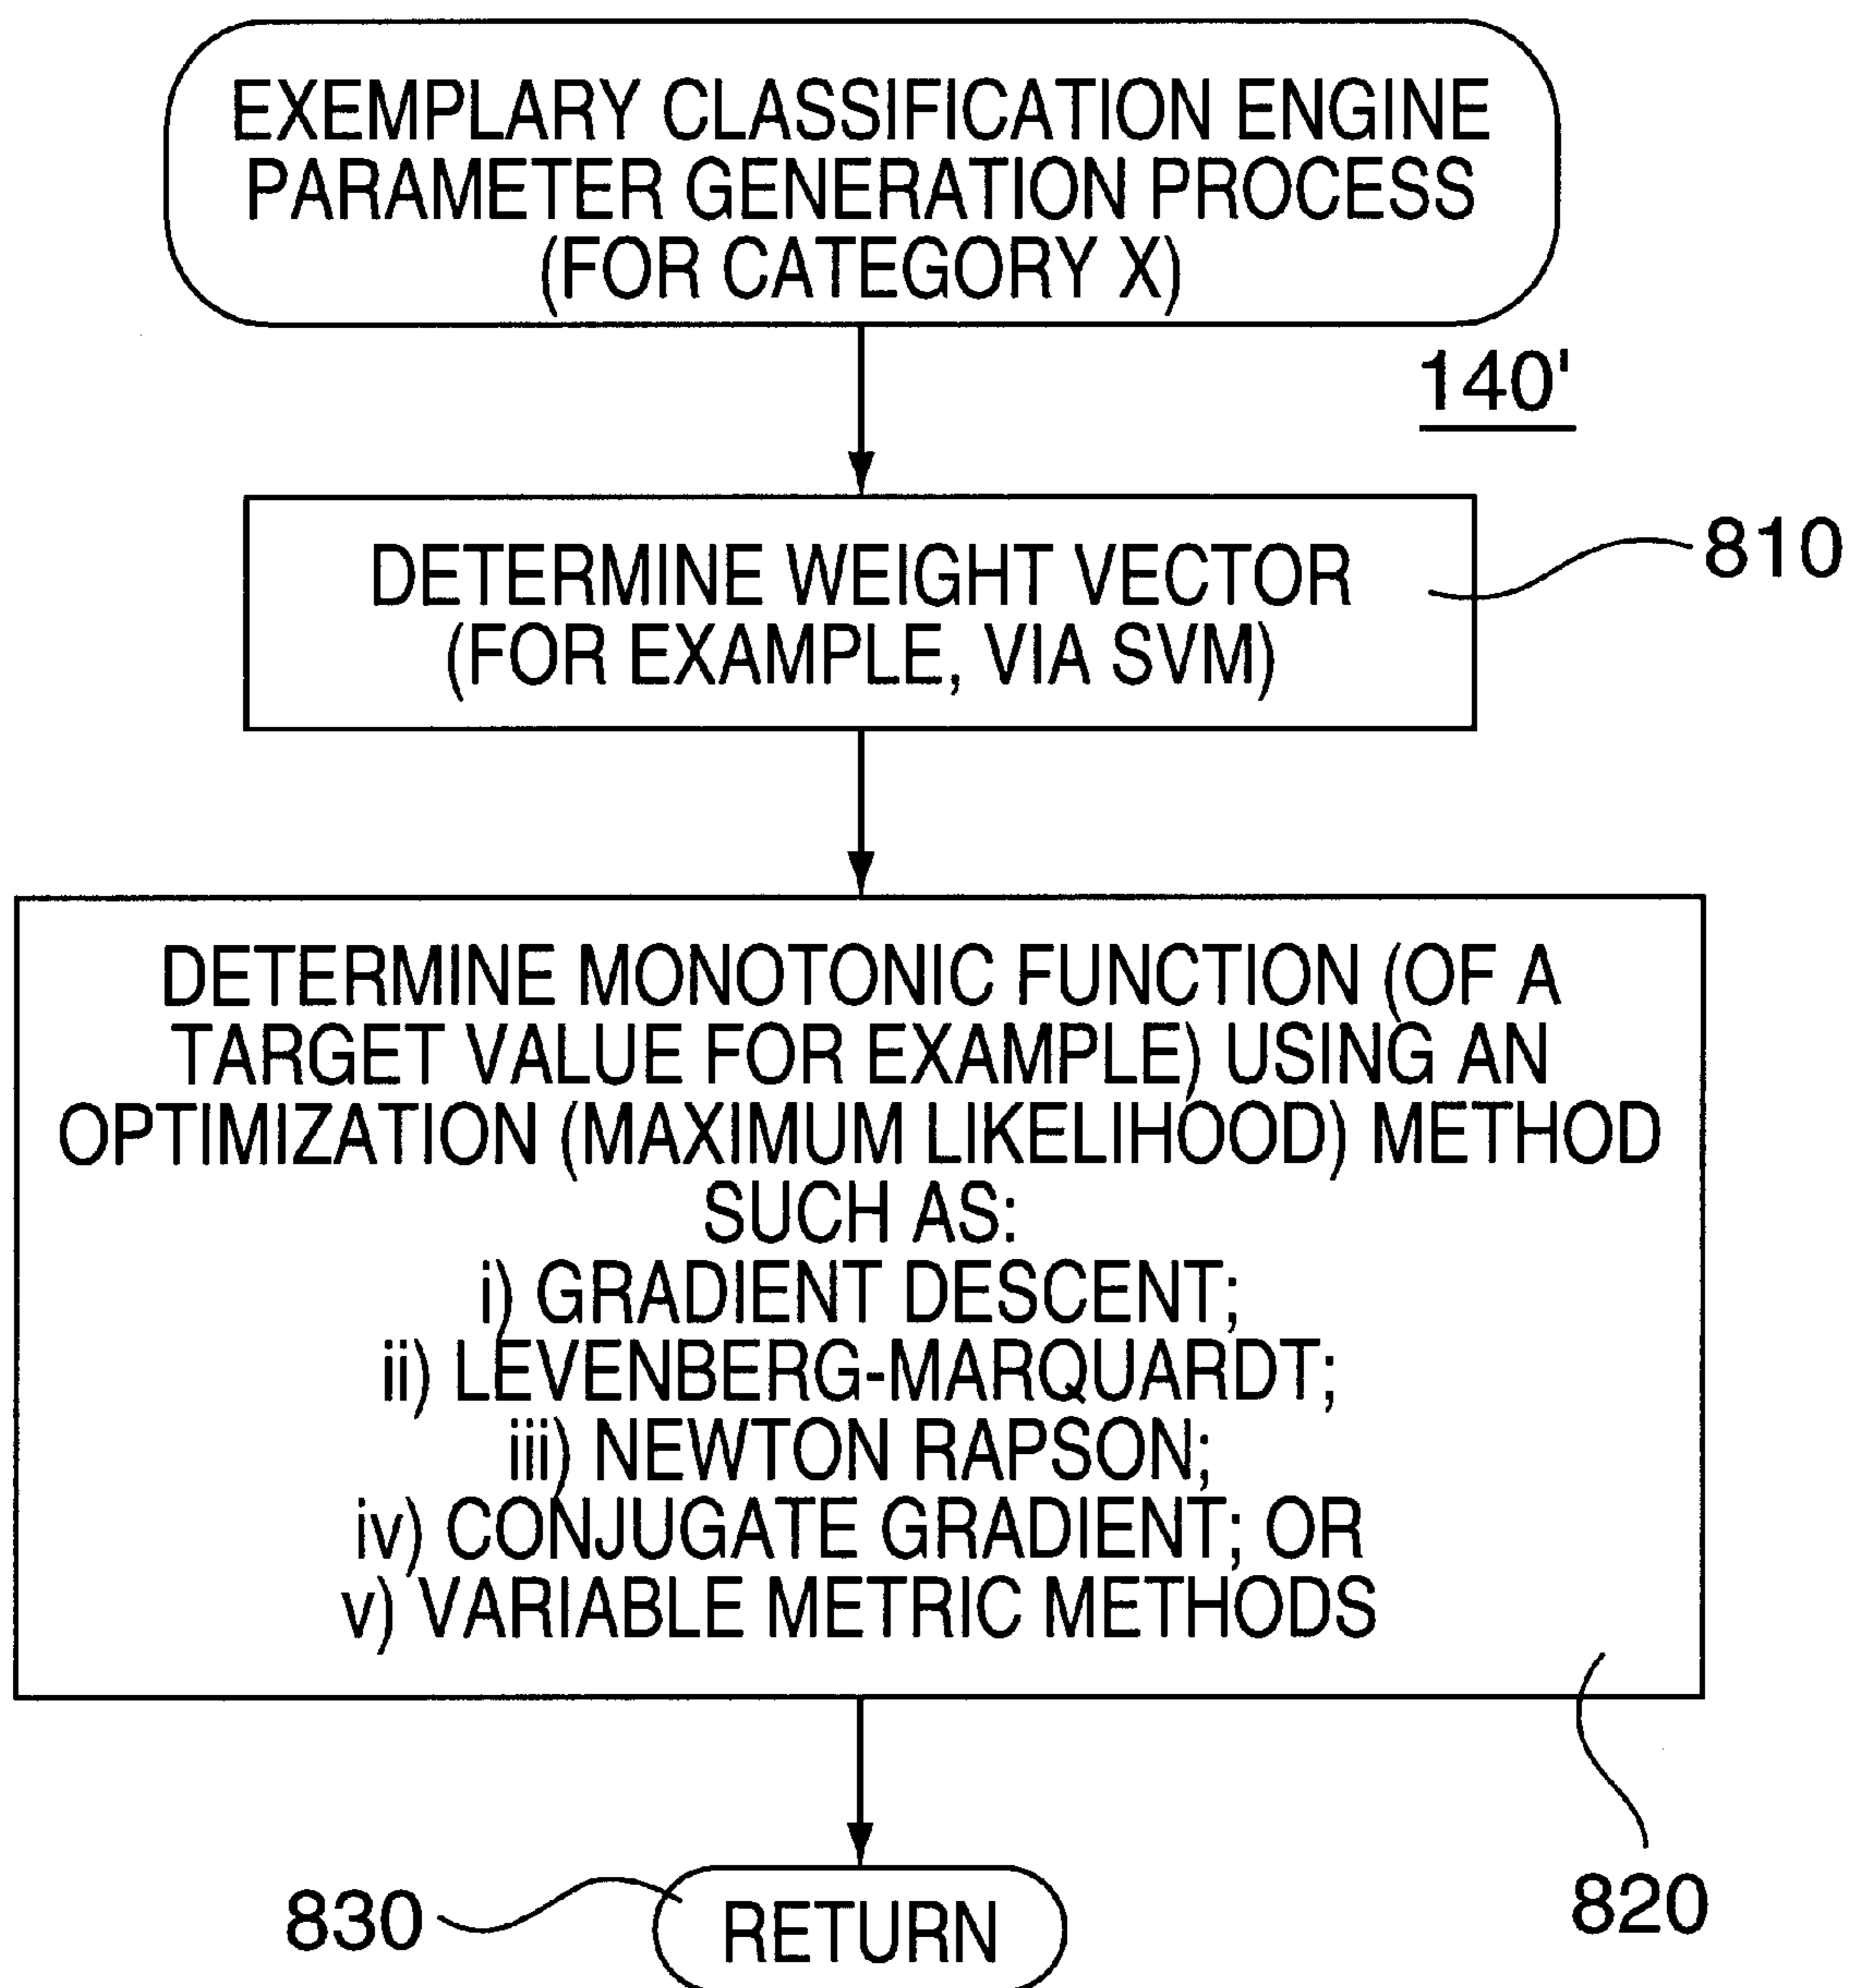 EXEMPLARY CLASSIFICATION ENGINE
PARAMETER GENERATION PROCESS
(FOR CATEGORY X)
140'
DETERMINE WEIGHT VECTOR
(FOR EXAMPLE, VIA SVM)
810
DETERMINE MONOTONIC FUNCTION (OF A
TARGET VALUE FOR EXAMPLE) USING AN
OPTIMIZATION (MAXIMUM LIKELIHOOD) METHOD
SUCH AS:
i) GRADIENT DESCENT;
ii) LEVENBERG-MARQUARDT;
iii) NEWTON RAPSON;
iv) CONJUGATE GRADIENT; OR
v) VARIABLE METRIC METHODS
820
830
RETURN